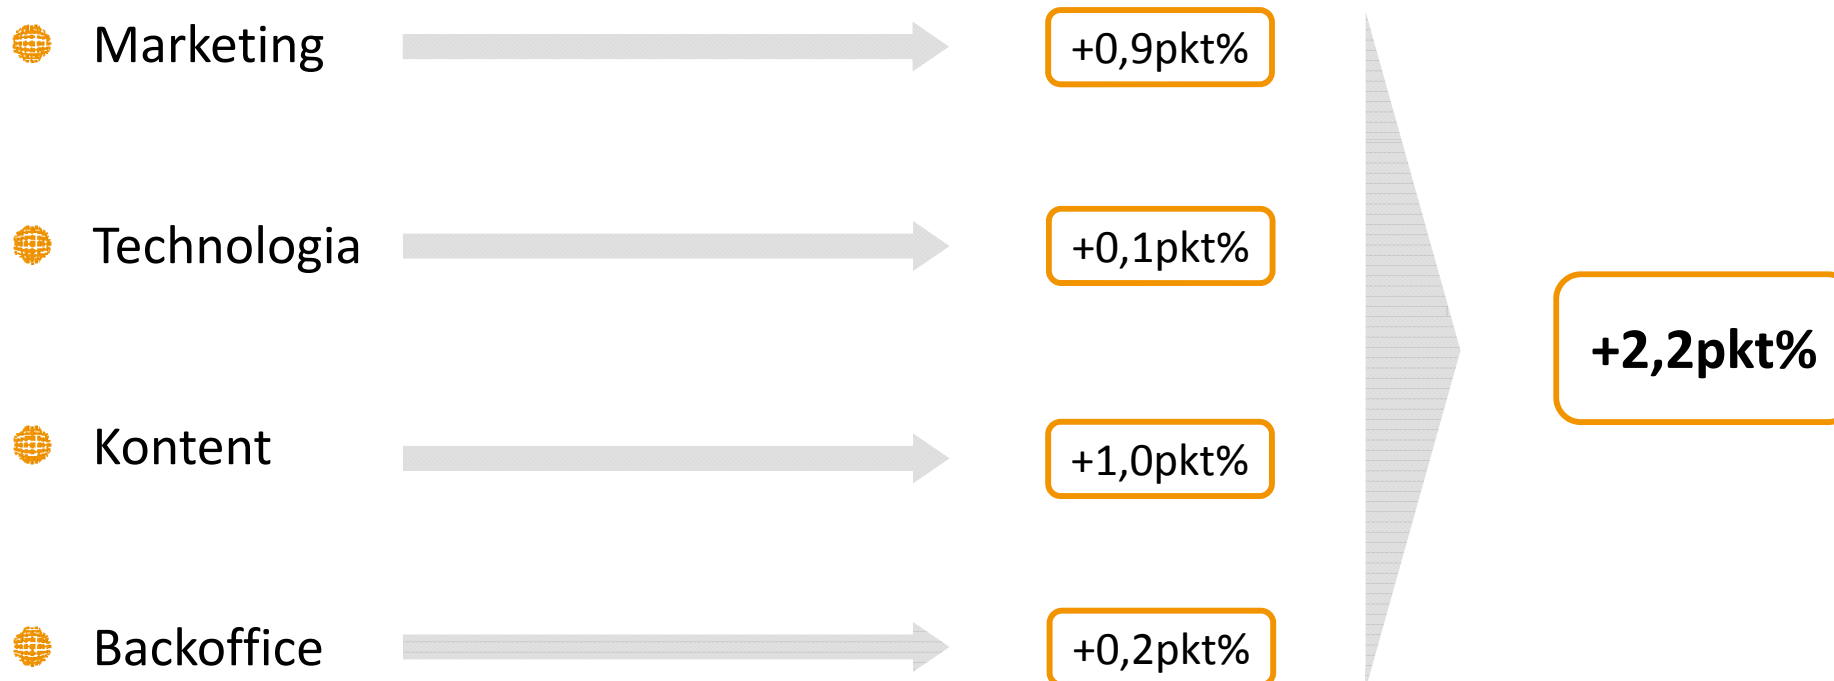 Marketing
+0,9pkt%
Technologia
+0,1pkt%
+2,2pkt%
Kontent
+1,0pkt%
Backoffice
+0,2pkt%